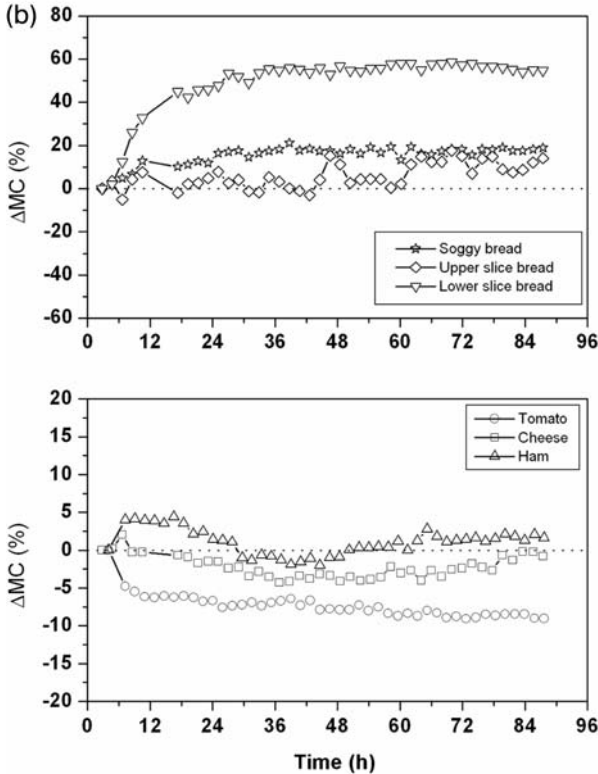 (b)
80
60
40
20
0
-20
-40
-60
ΔMC (%)
Soggy bread
Upper slice bread
Lower slice bread
0 12 24 36 48 60 72 84 96
20
15
10
5
0
-5
-10
-15
-20
ΔMC (%)
Tomato
Cheese
Ham
0 12 24 36 48 60 72 84 96
Time (h)